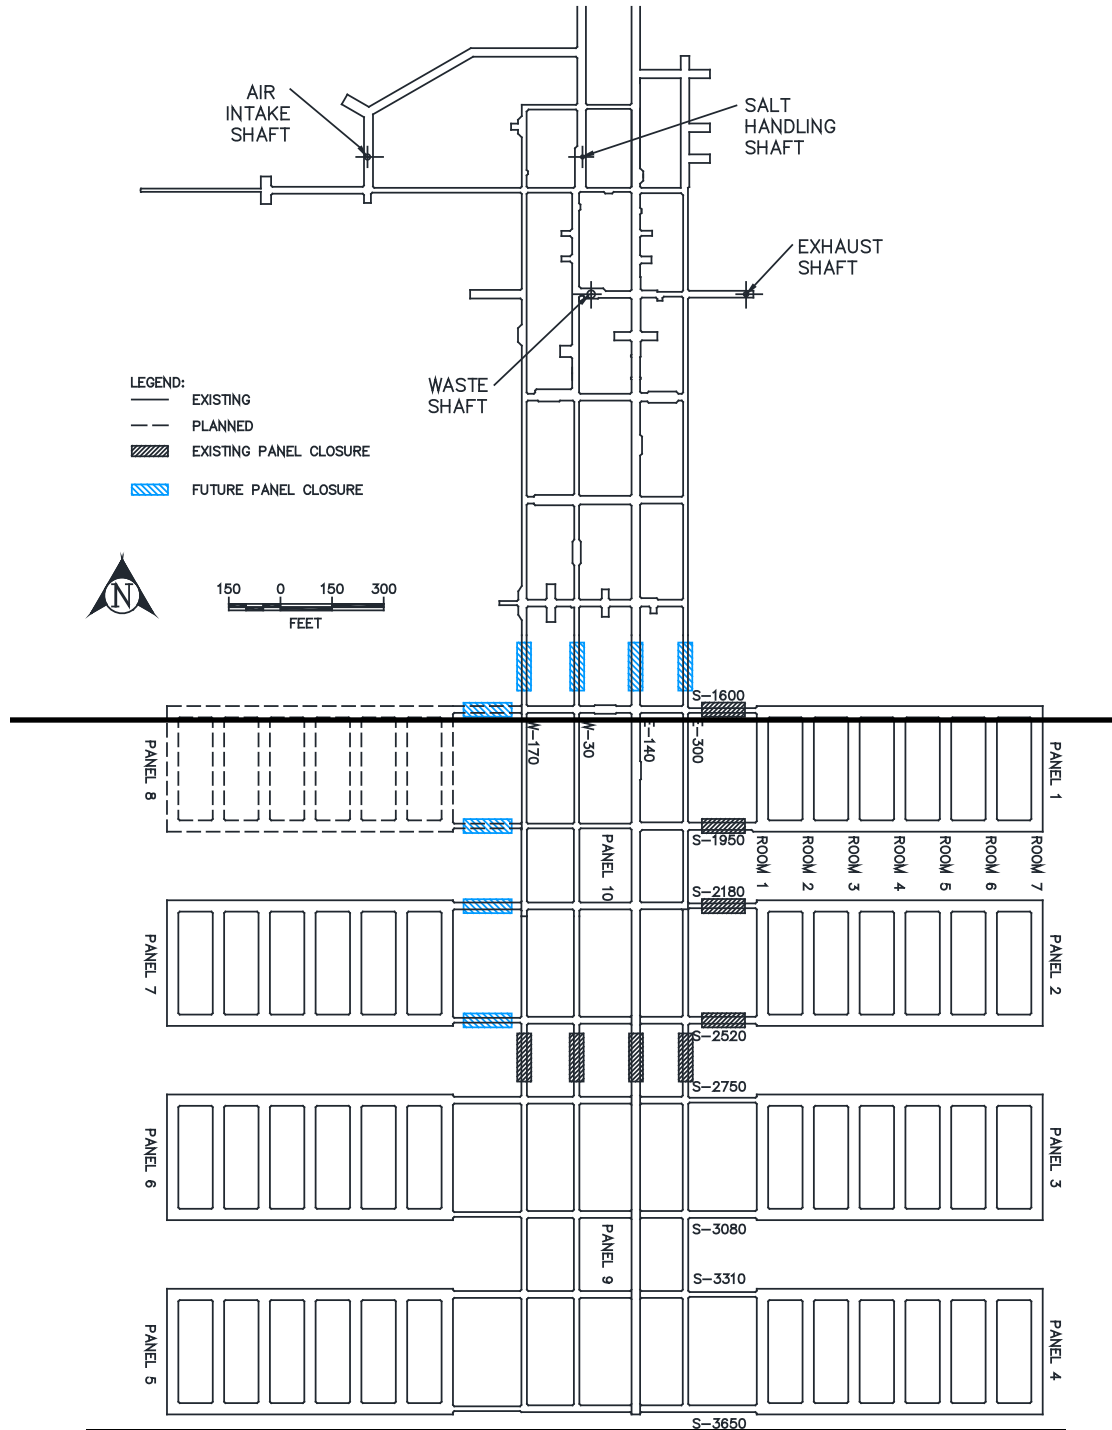 AIR
INTAKE
SHAFT
SALT
HANDLING
SHAFT
EXHAUST
SHAFT
WASTE
SHAFT
LEGEND:
EXISTING
PLANNED
EXISTING PANEL CLOSURE
FUTURE PANEL CLOSURE
N
150 0 150 300
FEET
S-1600
W-170
W-30
E-140
E-300
PANEL 8
PANEL 1
S-1950
PANEL 10
ROOM 1
ROOM 2
ROOM 3
ROOM 4
ROOM 5
ROOM 6
ROOM 7
S-2180
PANEL 7
PANEL 2
S-2520
S-2750
PANEL 6
PANEL 3
S-3080
PANEL 9
S-3310
PANEL 5
PANEL 4
S-3650